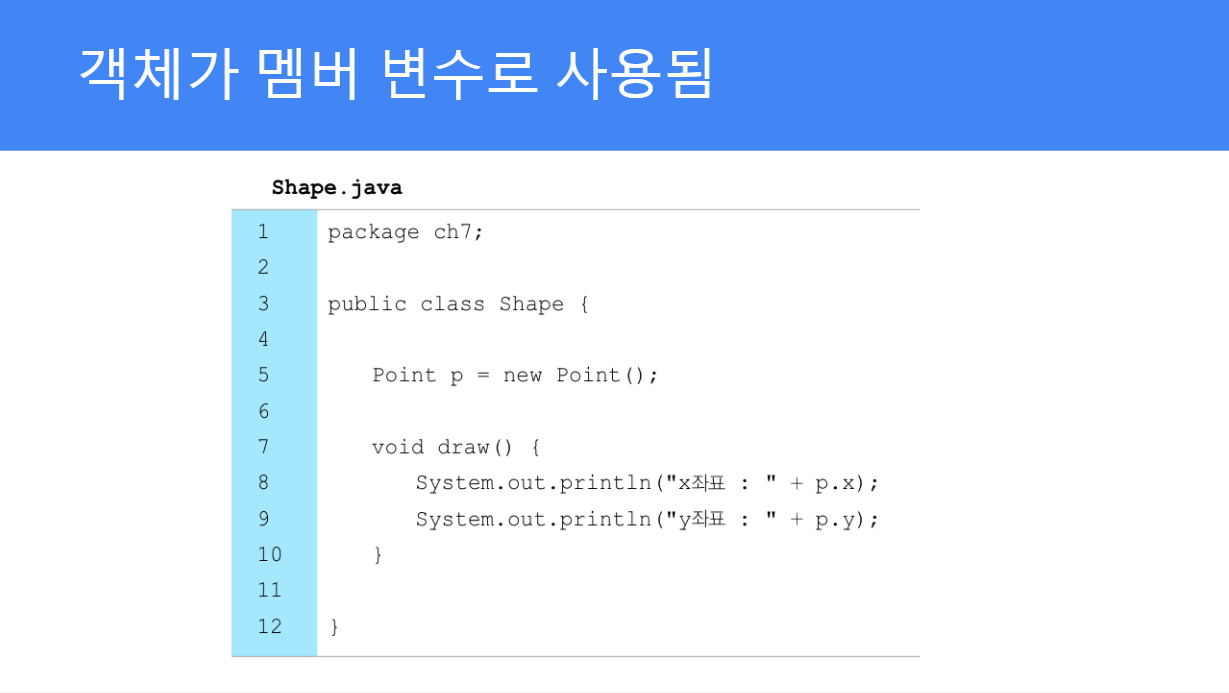 객체가 멤버 변수로 사용됨
Shape.java
1 package ch7;
2
3 public class Shape {
4
5 Point p = new Point();
6
7 void draw() {
8 System.out.println("x좌표 : " + p.x);
9 System.out.println("y좌표 : " + p.y);
10 }
11
12 }